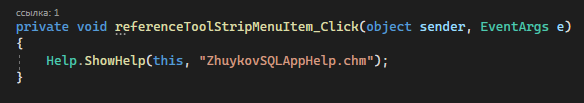 ссылка: 1
private void referenceToolStripMenuItem_Click(object sender, EventArgs e)
{
    Help.ShowHelp(this, "ZhuykovSQLAppHelp.chm");
}